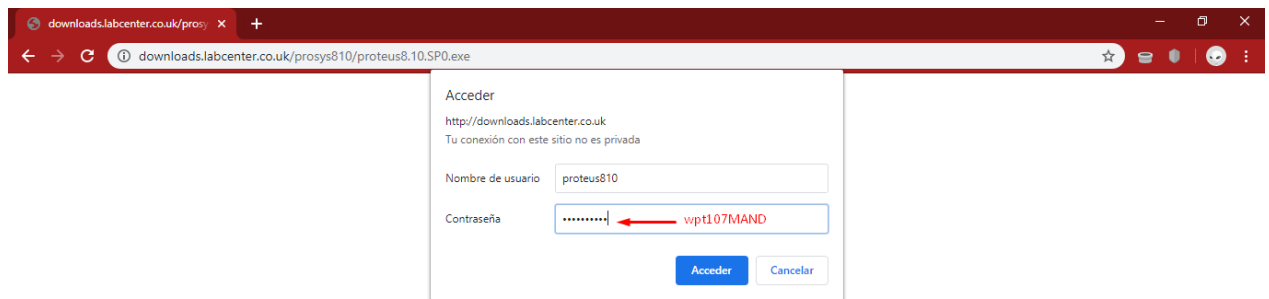 downloads.labcenter.co.uk/prosy
downloads.labcenter.co.uk/prosys810/proteus8.10.SP0.exe
Acceder
http://downloads.labcenter.co.uk
Tu conexión con este sitio no es privada
Nombre de usuario proteus810
Contraseña •••••••••• wpt107MAND
Acceder Cancelar